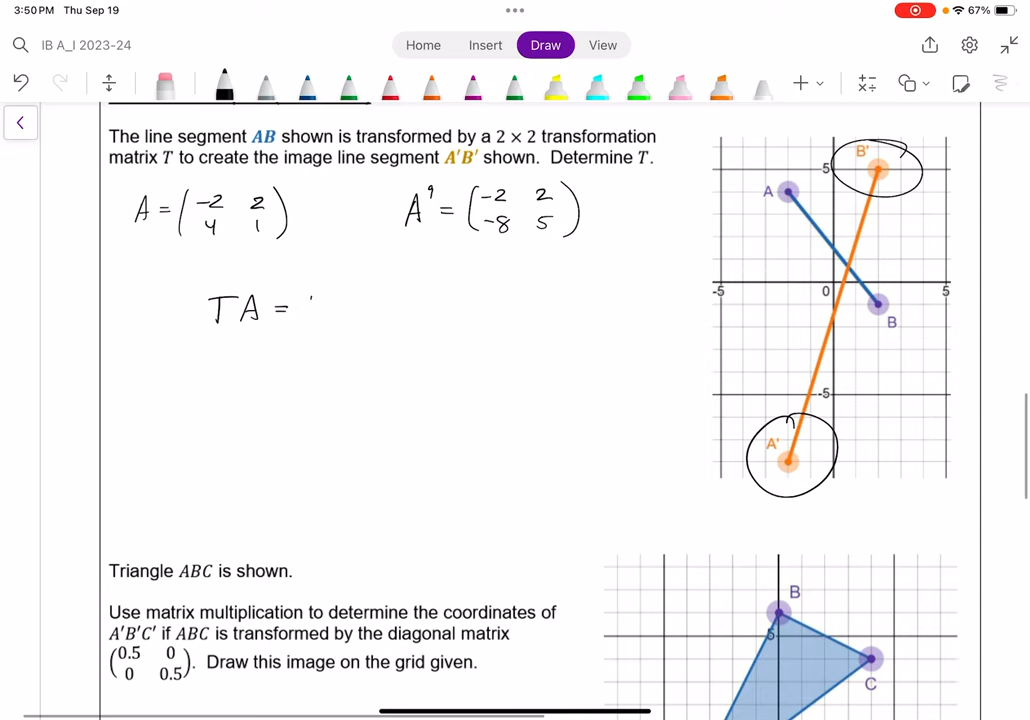 3:50 PM Thu Sep 19
67%
IB A_I 2023-24
Home Insert Draw View
The line segment AB shown is transformed by a 2 × 2 transformation
matrix T to create the image line segment A'B' shown. Determine T.
A = (-2 2
4 1)
A' = (-2 2
-8 5)
TA =
B'
5
A
-5 0 5
B
-5
A'
Triangle ABC is shown.
Use matrix multiplication to determine the coordinates of
A'B'C' if ABC is transformed by the diagonal matrix
(0.5 0
0 0.5). Draw this image on the grid given.
B
5
C